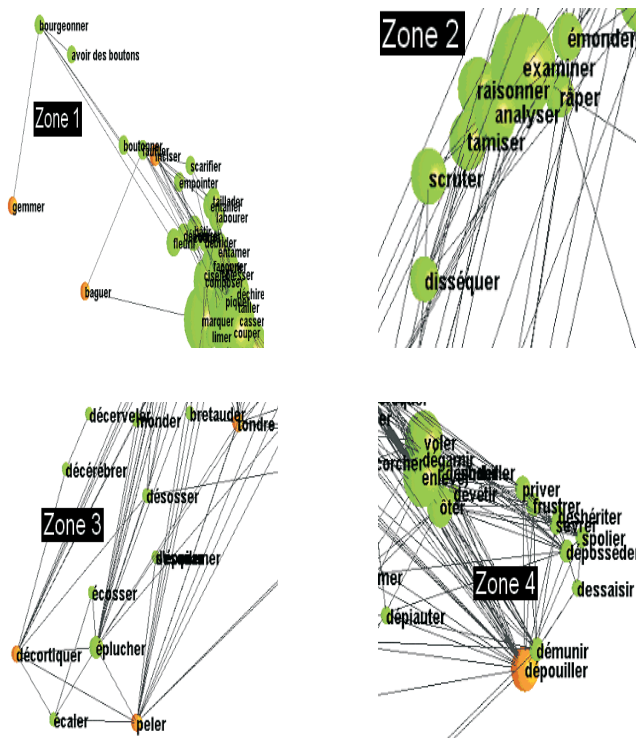 bourgeonner
avoir des boutons
Zone 1
boutonner
inciser
scarifier
empointer
taillader
entailler
labourer
gemmer
fleurir
entamer
façonner
composer
baguer
déchirer
tailler
marquer
casser
limer
couper
Zone 2
émonder
examiner
raisonner
râper
analyser
tamiser
scruter
disséquer
décerveler
monder
bretauder
tondre
décérébrer
désosser
Zone 3
écosser
décortiquer
éplucher
écaler
peler
voler
dégarnir
enlever
dévêtir
priver
ôter
frustrer
déshériter
sevrer
spolier
déposséder
Zone 4
dessaisir
dépiauter
démunir
dépouiller